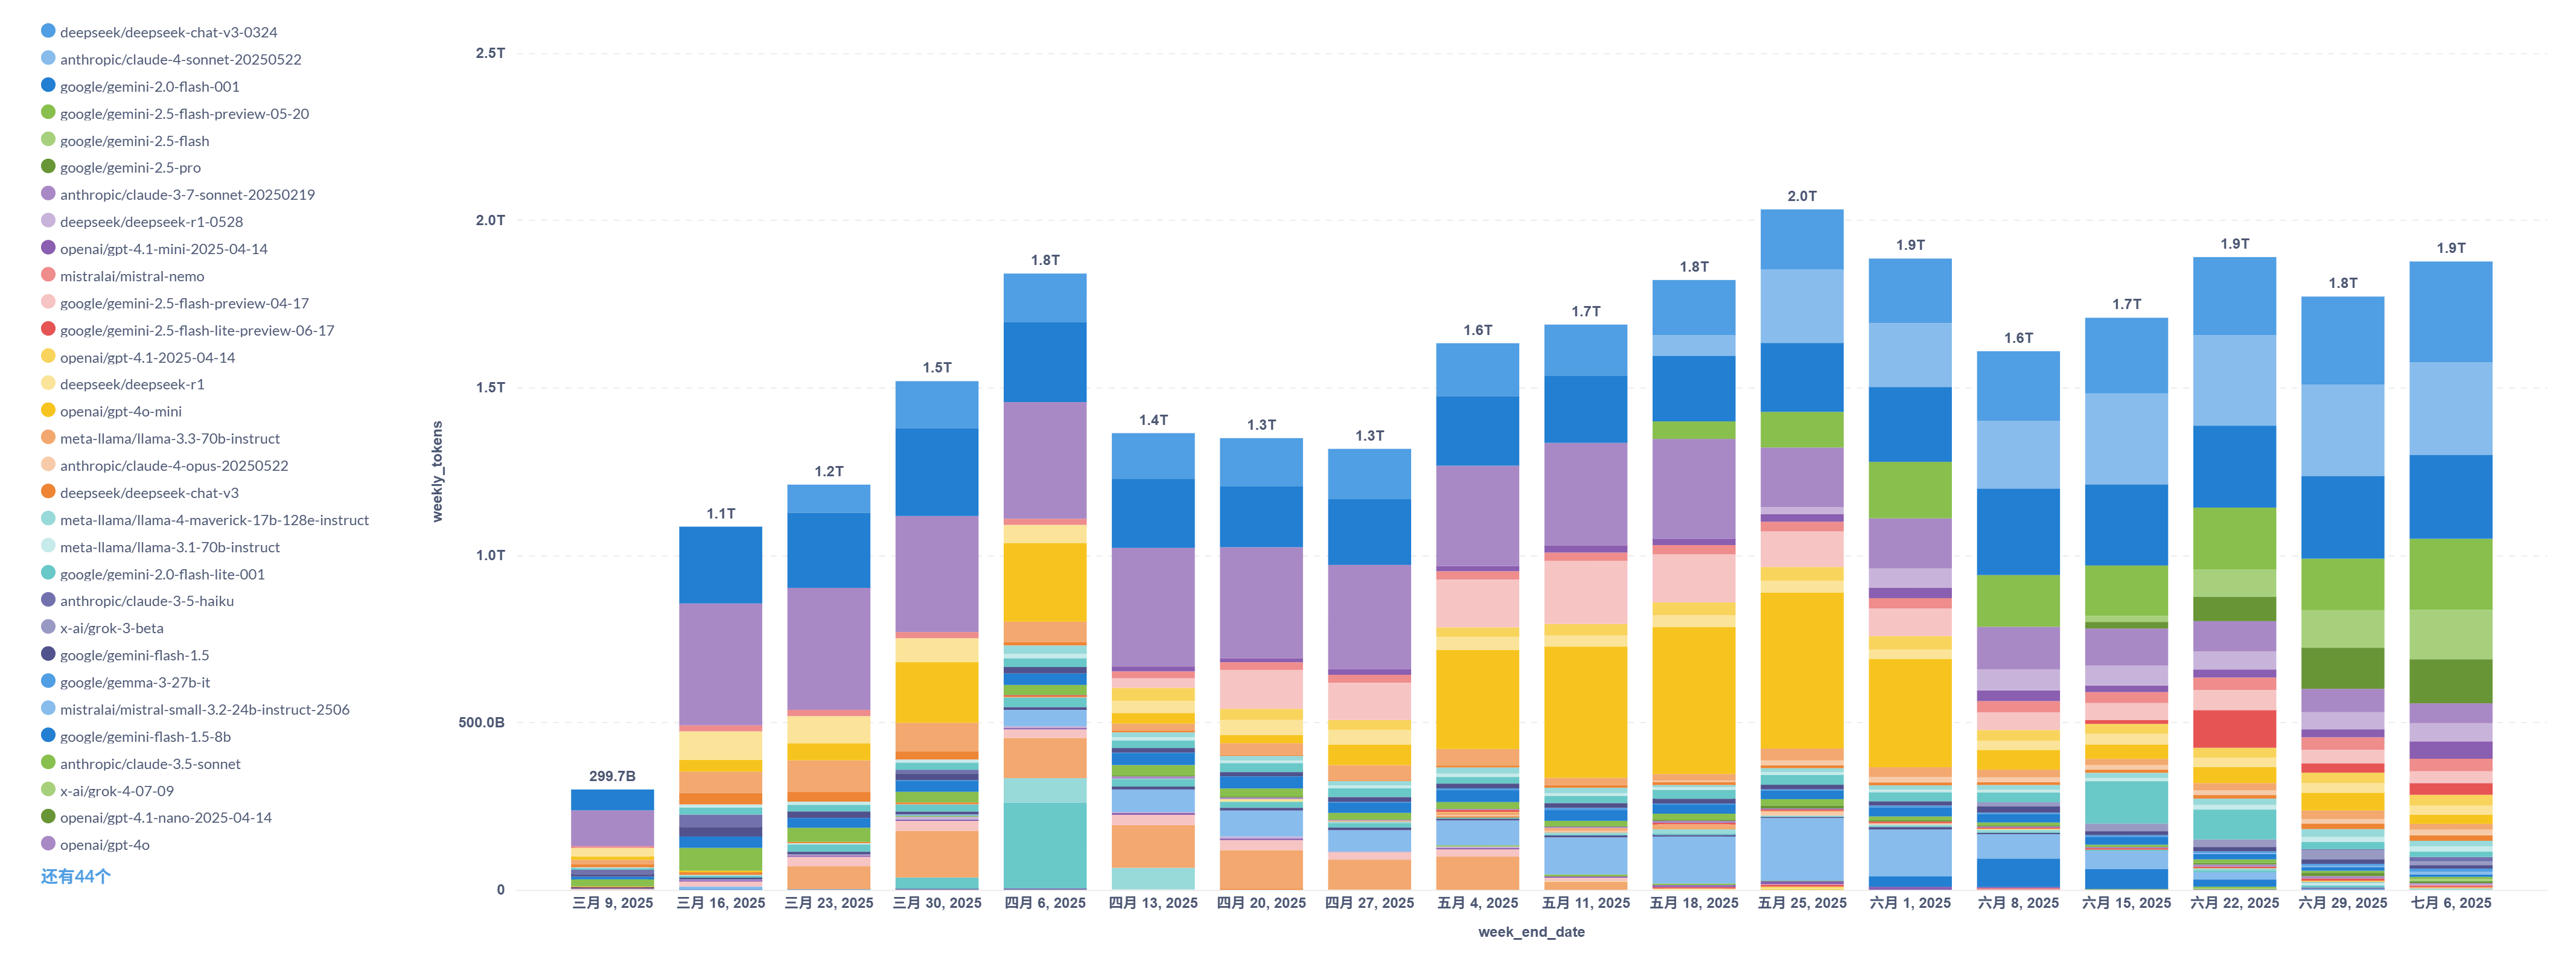 deepseek/deepseek-chat-v3-0324
anthropic/claude-4-sonnet-20250522
google/gemini-2.0-flash-001
google/gemini-2.5-flash-preview-05-20
google/gemini-2.5-flash
google/gemini-2.5-pro
anthropic/claude-3-7-sonnet-20250219
deepseek/deepseek-r1-0528
openai/gpt-4.1-mini-2025-04-14
mistralai/mistral-nemo
google/gemini-2.5-flash-preview-04-17
google/gemini-2.5-flash-lite-preview-06-17
openai/gpt-4.1-2025-04-14
deepseek/deepseek-r1
openai/gpt-4o-mini
meta-llama/llama-3.3-70b-instruct
anthropic/claude-4-opus-20250522
deepseek/deepseek-chat-v3
meta-llama/llama-4-maverick-17b-128e-instruct
meta-llama/llama-3.1-70b-instruct
google/gemini-2.0-flash-lite-001
anthropic/claude-3-5-haiku
x-ai/grok-3-beta
google/gemini-flash-1.5
google/gemma-3-27b-it
mistralai/mistral-small-3.2-24b-instruct-2506
google/gemini-flash-1.5-8b
anthropic/claude-3.5-sonnet
x-ai/grok-4-07-09
openai/gpt-4.1-nano-2025-04-14
openai/gpt-4o
还有44个
weekly_tokens
2.5T
2.0T
1.5T
1.0T
500.0B
0
299.7B
1.1T
1.2T
1.5T
1.8T
1.4T
1.3T
1.3T
1.6T
1.7T
1.8T
2.0T
1.9T
1.6T
1.7T
1.9T
1.8T
1.9T
三月 9, 2025
三月 16, 2025
三月 23, 2025
三月 30, 2025
四月 6, 2025
四月 13, 2025
四月 20, 2025
四月 27, 2025
五月 4, 2025
五月 11, 2025
五月 18, 2025
五月 25, 2025
六月 1, 2025
六月 8, 2025
六月 15, 2025
六月 22, 2025
六月 29, 2025
七月 6, 2025
week_end_date